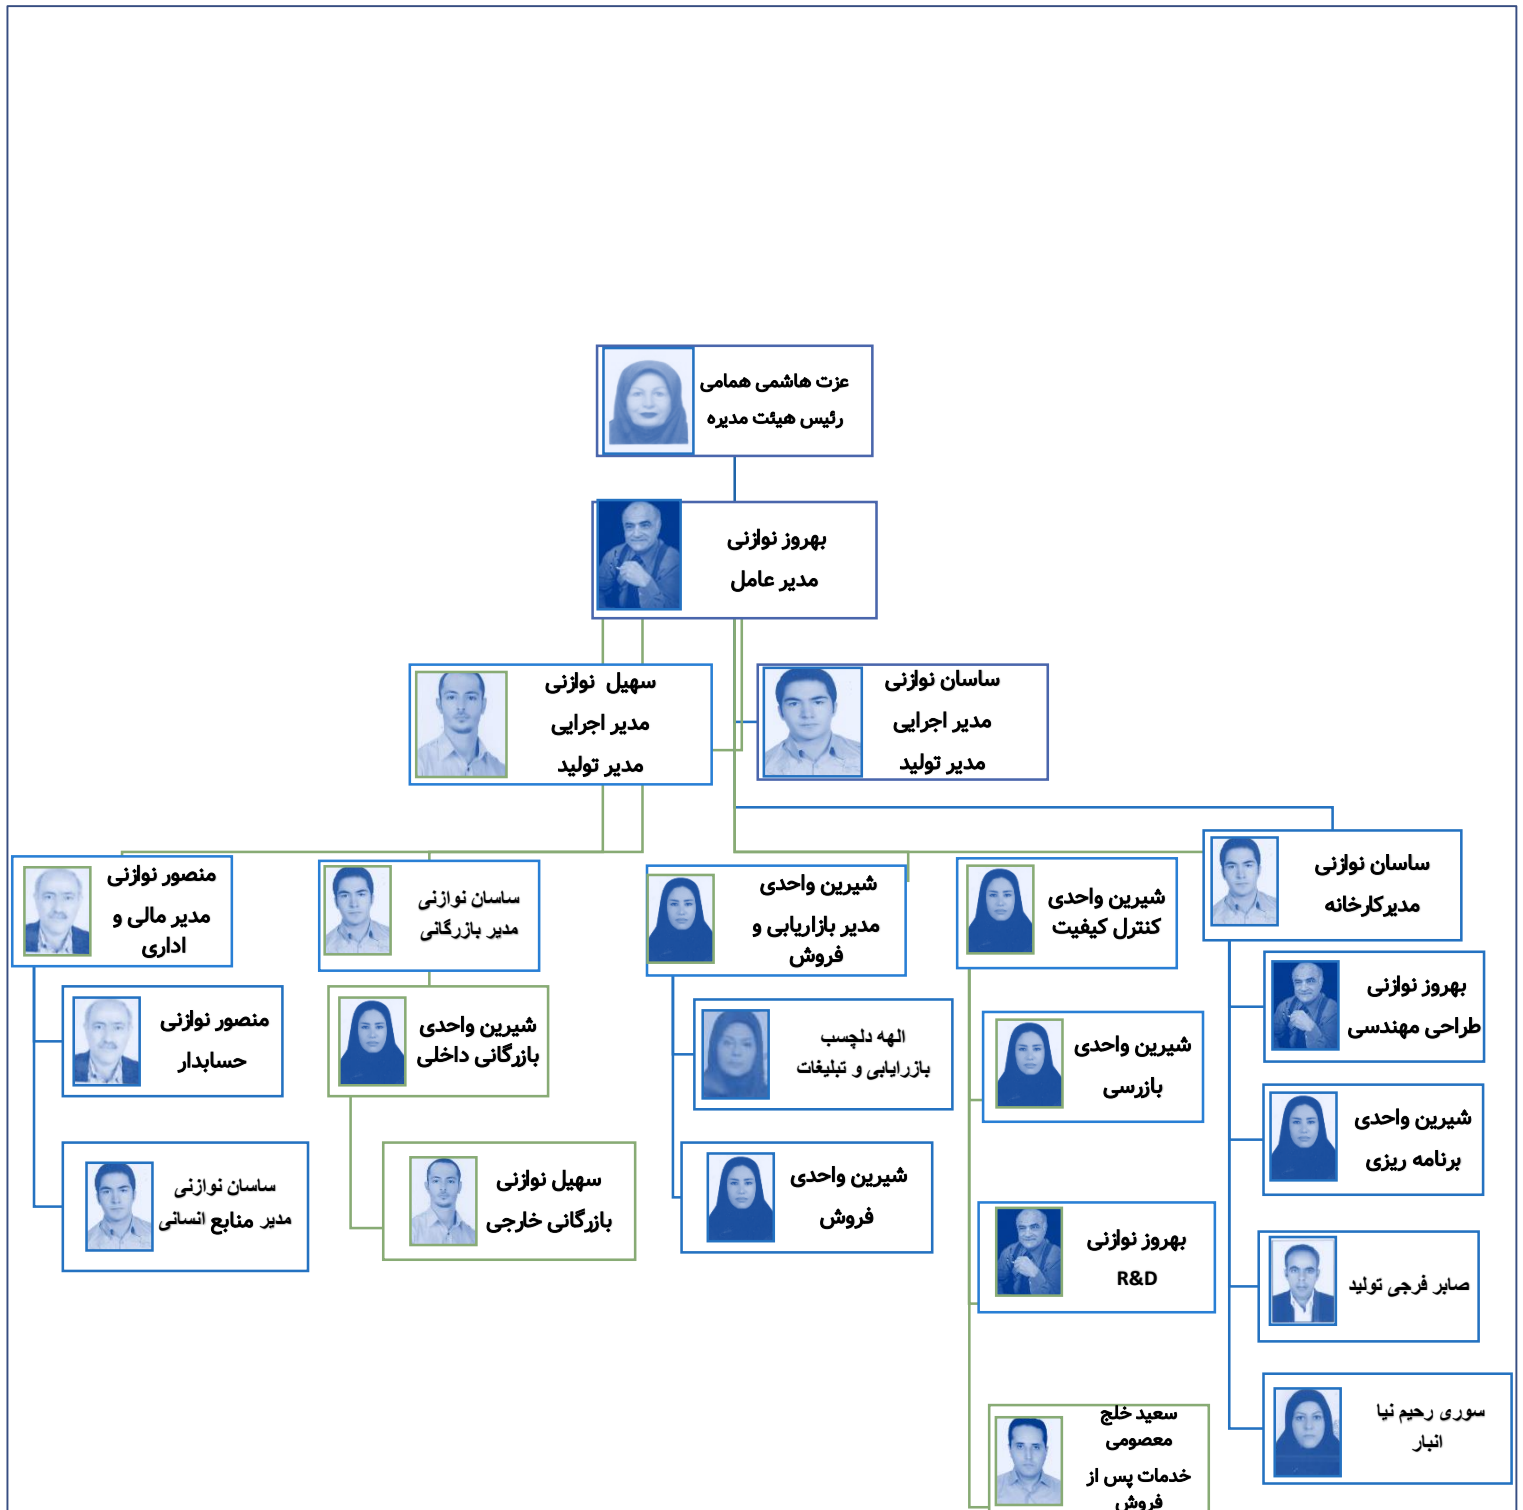 عزت هاشمی همامی
رئیس هیئت مدیره
بهروز نوازنی
مدیر عامل
سهیل نوازنی
مدیر اجرایی
مدیر تولید
ساسان نوازنی
مدیر اجرایی
مدیر تولید
ساسان نوازنی
مدیرکارخانه
شیرین واحدی
کنترل کیفیت
شیرین واحدی
مدیر بازاریابی و
فروش
ساسان نوازنی
مدیر بازرگانی
منصور نوازنی
مدیر مالی و
اداری
بهروز نوازنی
طراحی مهندسی
شیرین واحدی
برنامه ریزی
صابر فرجی تولید
سوری رحیم نیا
انبار
شیرین واحدی
بازرسی
بهروز نوازنی
R&D
سعید خلج
معصومی
خدمات پس از
فروش
الهه دلچسب
بازرایابی و تبلیغات
شیرین واحدی
فروش
شیرین واحدی
بازرگانی داخلی
سهیل نوازنی
بازرگانی خارجی
منصور نوازنی
حسابدار
ساسان نوازنی
مدیر منابع انسانی